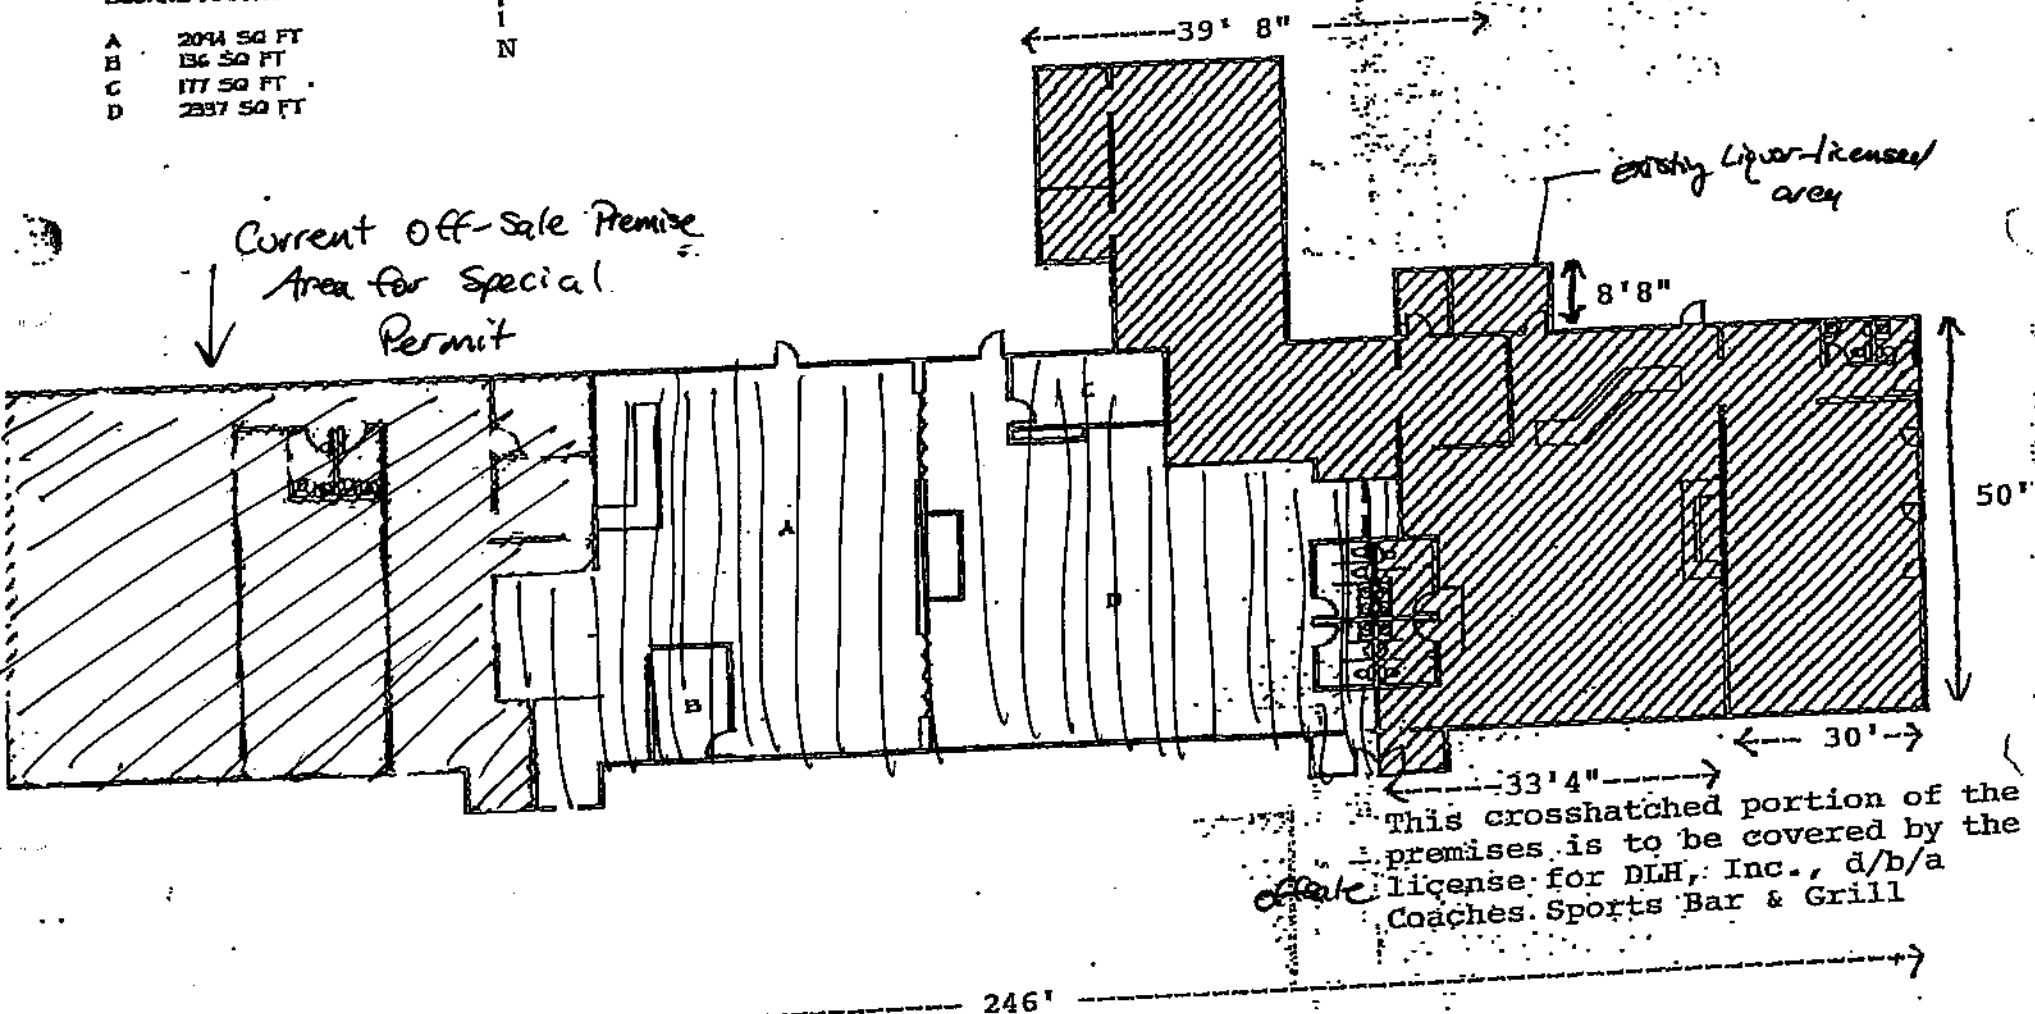 A 2094 SQ FT
B 136 SQ FT
C 177 SQ FT
D 2337 SQ FT
N
39' 8"
existing Liquor-licensed
area
Current Off-Sale Premise
Area for Special
Permit
8'8"
50'
A
B
C
D
30'
33'4"
This crosshatched portion of the
premises is to be covered by the
license for DLH, Inc., d/b/a
Coaches Sports Bar & Grill
offsale
246'